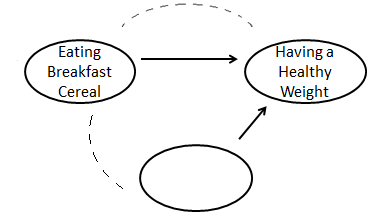 Eating
Breakfast
Cereal
Having a
Healthy
Weight